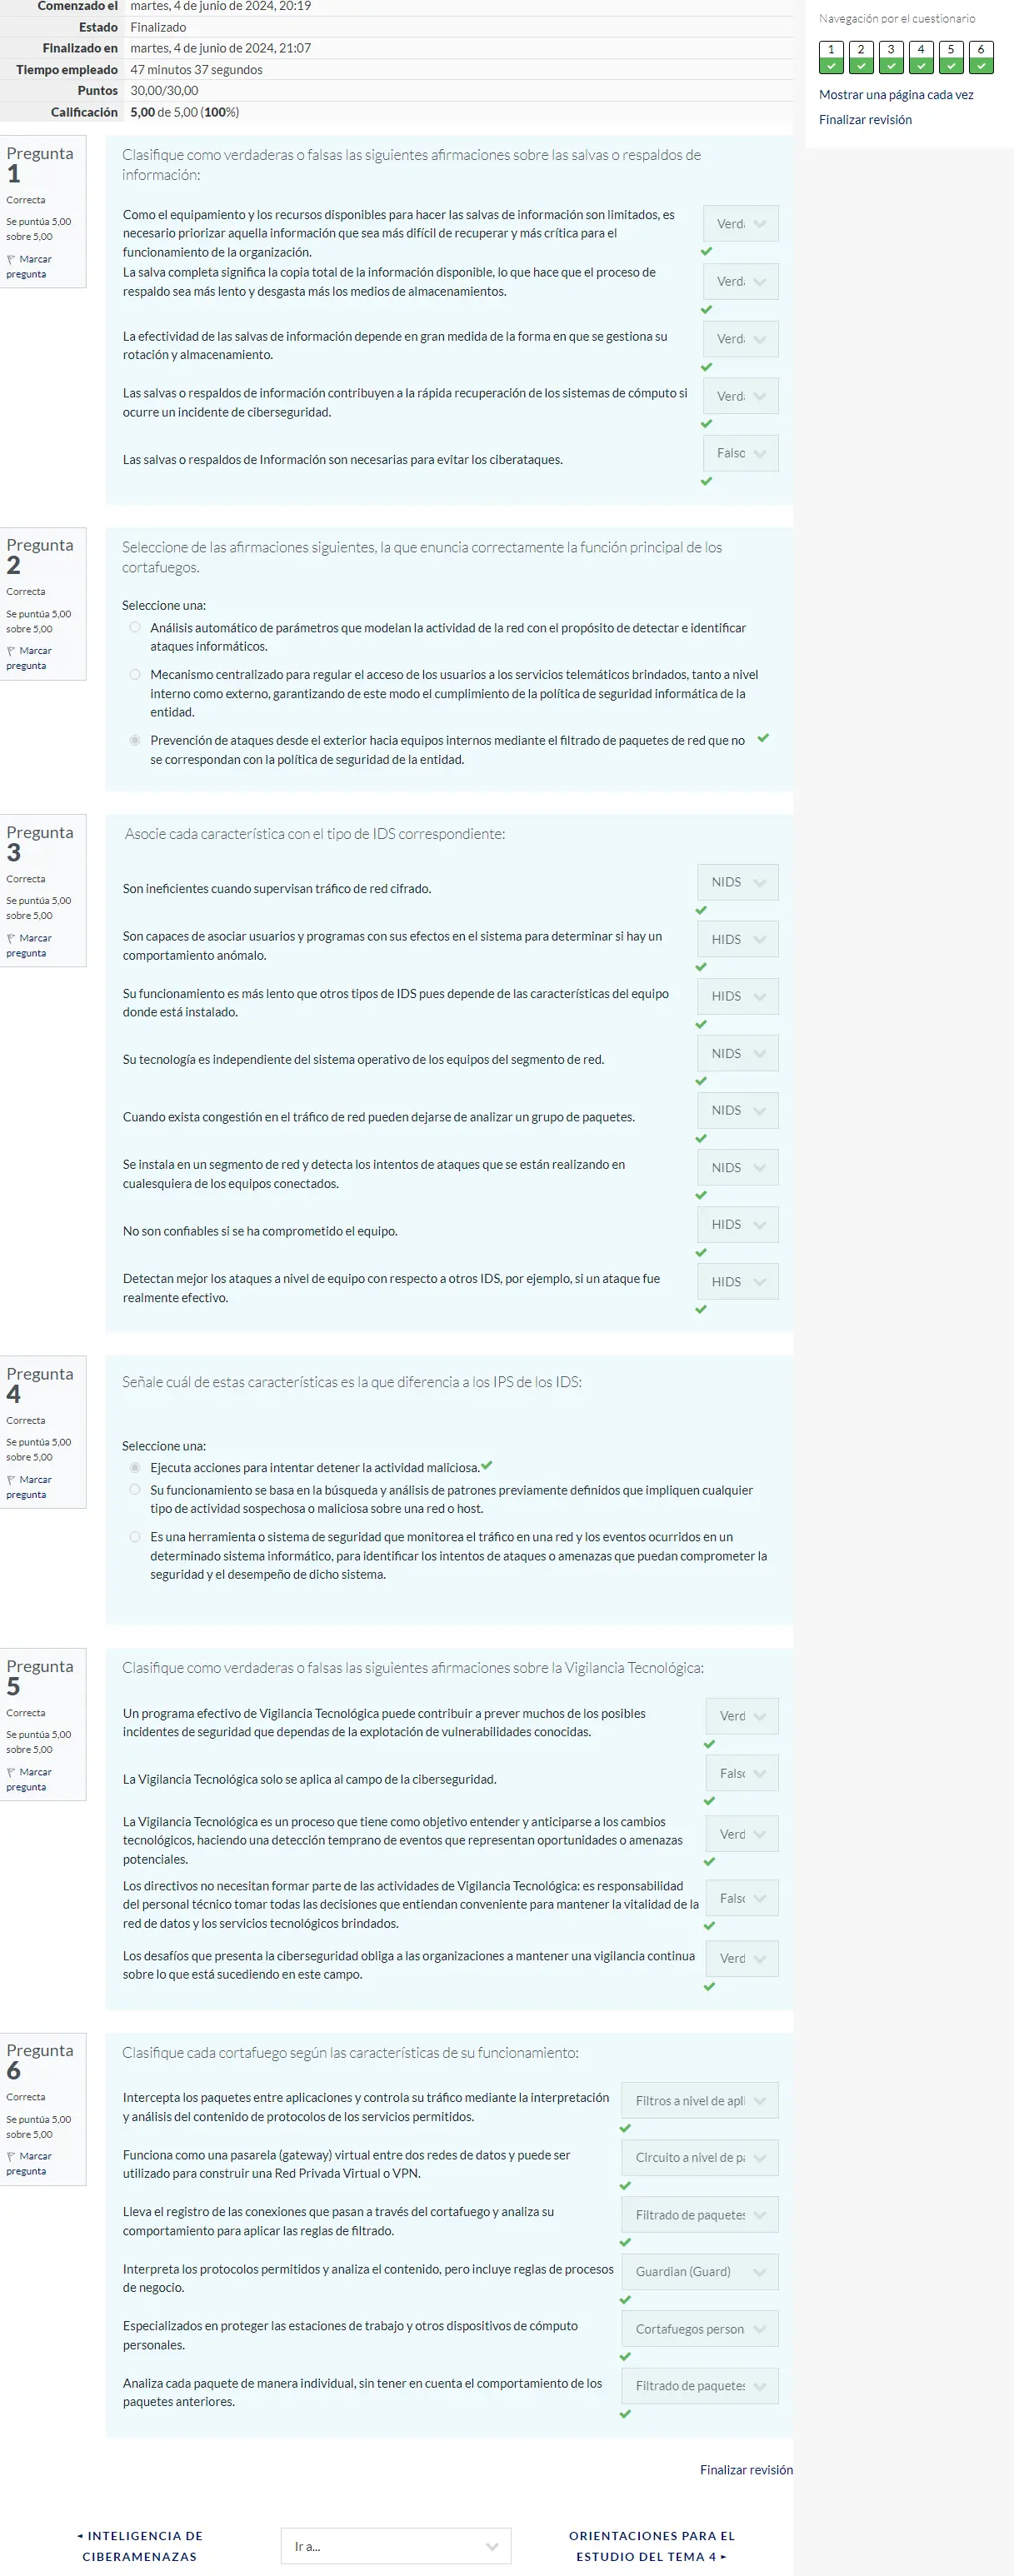 Comenzado el martes, 4 de junio de 2024, 20:19
Estado Finalizado
Finalizado en martes, 4 de junio de 2024, 21:07
Tiempo empleado 47 minutos 37 segundos
Puntos 30,00/30,00
Calificación 5,00 de 5,00 (100%)
Navegación por el cuestionario
1 2 3 4 5 6
Mostrar una página cada vez
Finalizar revisión
Pregunta
1
Correcta
Se puntúa 5,00
sobre 5,00
Marcar
pregunta
Clasifique como verdaderas o falsas las siguientes afirmaciones sobre las salvas o respaldos de
información:
Como el equipamiento y los recursos disponibles para hacer las salvas de información son limitados, es
necesario priorizar aquella información que sea más difícil de recuperar y más crítica para el
funcionamiento de la organización.
Verda
La salva completa significa la copia total de la información disponible, lo que hace que el proceso de
respaldo sea más lento y desgasta más los medios de almacenamientos.
Verda
La efectividad de las salvas de información depende en gran medida de la forma en que se gestiona su
rotación y almacenamiento.
Verda
Las salvas o respaldos de información contribuyen a la rápida recuperación de los sistemas de cómputo si
ocurre un incidente de ciberseguridad.
Verda
Las salvas o respaldos de Información son necesarias para evitar los ciberataques.
Falso
Pregunta
2
Correcta
Se puntúa 5,00
sobre 5,00
Marcar
pregunta
Seleccione de las afirmaciones siguientes, la que enuncia correctamente la función principal de los
cortafuegos.
Seleccione una:
Análisis automático de parámetros que modelan la actividad de la red con el propósito de detectar e identificar
ataques informáticos.
Mecanismo centralizado para regular el acceso de los usuarios a los servicios telemáticos brindados, tanto a nivel
interno como externo, garantizando de este modo el cumplimiento de la política de seguridad informática de la
entidad.
Prevención de ataques desde el exterior hacia equipos internos mediante el filtrado de paquetes de red que no
se correspondan con la política de seguridad de la entidad.
Pregunta
3
Correcta
Se puntúa 5,00
sobre 5,00
Marcar
pregunta
Asocie cada característica con el tipo de IDS correspondiente:
Son ineficientes cuando supervisan tráfico de red cifrado.
NIDS
Son capaces de asociar usuarios y programas con sus efectos en el sistema para determinar si hay un
comportamiento anómalo.
HIDS
Su funcionamiento es más lento que otros tipos de IDS pues depende de las características del equipo
donde está instalado.
HIDS
Su tecnología es independiente del sistema operativo de los equipos del segmento de red.
NIDS
Cuando exista congestión en el tráfico de red pueden dejarse de analizar un grupo de paquetes.
NIDS
Se instala en un segmento de red y detecta los intentos de ataques que se están realizando en
cualesquiera de los equipos conectados.
NIDS
No son confiables si se ha comprometido el equipo.
HIDS
Detectan mejor los ataques a nivel de equipo con respecto a otros IDS, por ejemplo, si un ataque fue
realmente efectivo.
HIDS
Pregunta
4
Correcta
Se puntúa 5,00
sobre 5,00
Marcar
pregunta
Señale cuál de estas características es la que diferencia a los IPS de los IDS:
Seleccione una:
Ejecuta acciones para intentar detener la actividad maliciosa.
Su funcionamiento se basa en la búsqueda y análisis de patrones previamente definidos que impliquen cualquier
tipo de actividad sospechosa o maliciosa sobre una red o host.
Es una herramienta o sistema de seguridad que monitorea el tráfico en una red y los eventos ocurridos en un
determinado sistema informático, para identificar los intentos de ataques o amenazas que puedan comprometer la
seguridad y el desempeño de dicho sistema.
Pregunta
5
Correcta
Se puntúa 5,00
sobre 5,00
Marcar
pregunta
Clasifique como verdaderas o falsas las siguientes afirmaciones sobre la Vigilancia Tecnológica:
Un programa efectivo de Vigilancia Tecnológica puede contribuir a prever muchos de los posibles
incidentes de seguridad que dependas de la explotación de vulnerabilidades conocidas.
Verd
La Vigilancia Tecnológica solo se aplica al campo de la ciberseguridad.
Falso
La Vigilancia Tecnológica es un proceso que tiene como objetivo entender y anticiparse a los cambios
tecnológicos, haciendo una detección temprano de eventos que representan oportunidades o amenazas
potenciales.
Verd
Los directivos no necesitan formar parte de las actividades de Vigilancia Tecnológica: es responsabilidad
del personal técnico tomar todas las decisiones que entiendan conveniente para mantener la vitalidad de la
red de datos y los servicios tecnológicos brindados.
Falso
Los desafíos que presenta la ciberseguridad obliga a las organizaciones a mantener una vigilancia continua
sobre lo que está sucediendo en este campo.
Verd
Pregunta
6
Correcta
Se puntúa 5,00
sobre 5,00
Marcar
pregunta
Clasifique cada cortafuego según las características de su funcionamiento:
Intercepta los paquetes entre aplicaciones y controla su tráfico mediante la interpretación
y análisis del contenido de protocolos de los servicios permitidos.
Filtros a nivel de apli
Funciona como una pasarela (gateway) virtual entre dos redes de datos y puede ser
utilizado para construir una Red Privada Virtual o VPN.
Circuito a nivel de pa
Lleva el registro de las conexiones que pasan a través del cortafuego y analiza su
comportamiento para aplicar las reglas de filtrado.
Filtrado de paquetes
Interpreta los protocolos permitidos y analiza el contenido, pero incluye reglas de procesos
de negocio.
Guardian (Guard)
Especializados en proteger las estaciones de trabajo y otros dispositivos de cómputo
personales.
Cortafuegos person
Analiza cada paquete de manera individual, sin tener en cuenta el comportamiento de los
paquetes anteriores.
Filtrado de paquetes
Finalizar revisión
◄ INTELIGENCIA DE
CIBERAMENAZAS
Ir a...
ORIENTACIONES PARA EL
ESTUDIO DEL TEMA 4 ►